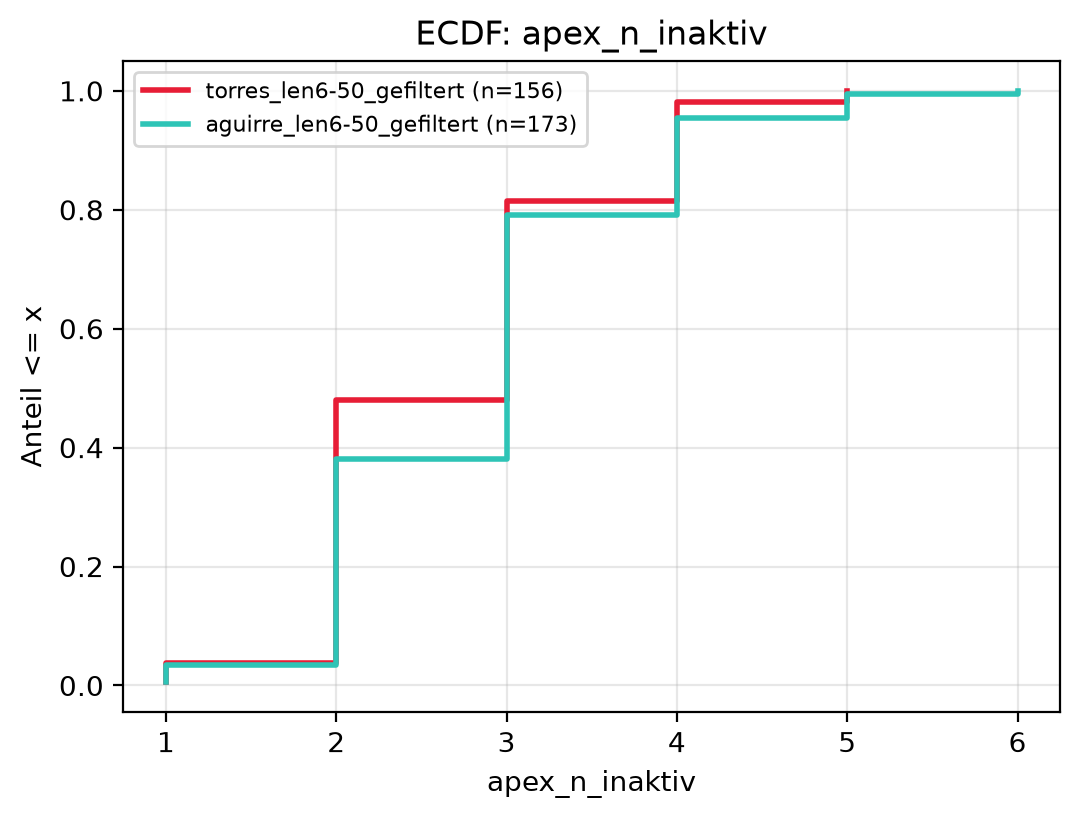 ECDF: apex_n_inaktiv
torres_len6-50_gefiltert (n=156)
aguirre_len6-50_gefiltert (n=173)
Anteil <= x
1.0
0.8
0.6
0.4
0.2
0.0
1 2 3 4 5 6
apex_n_inaktiv